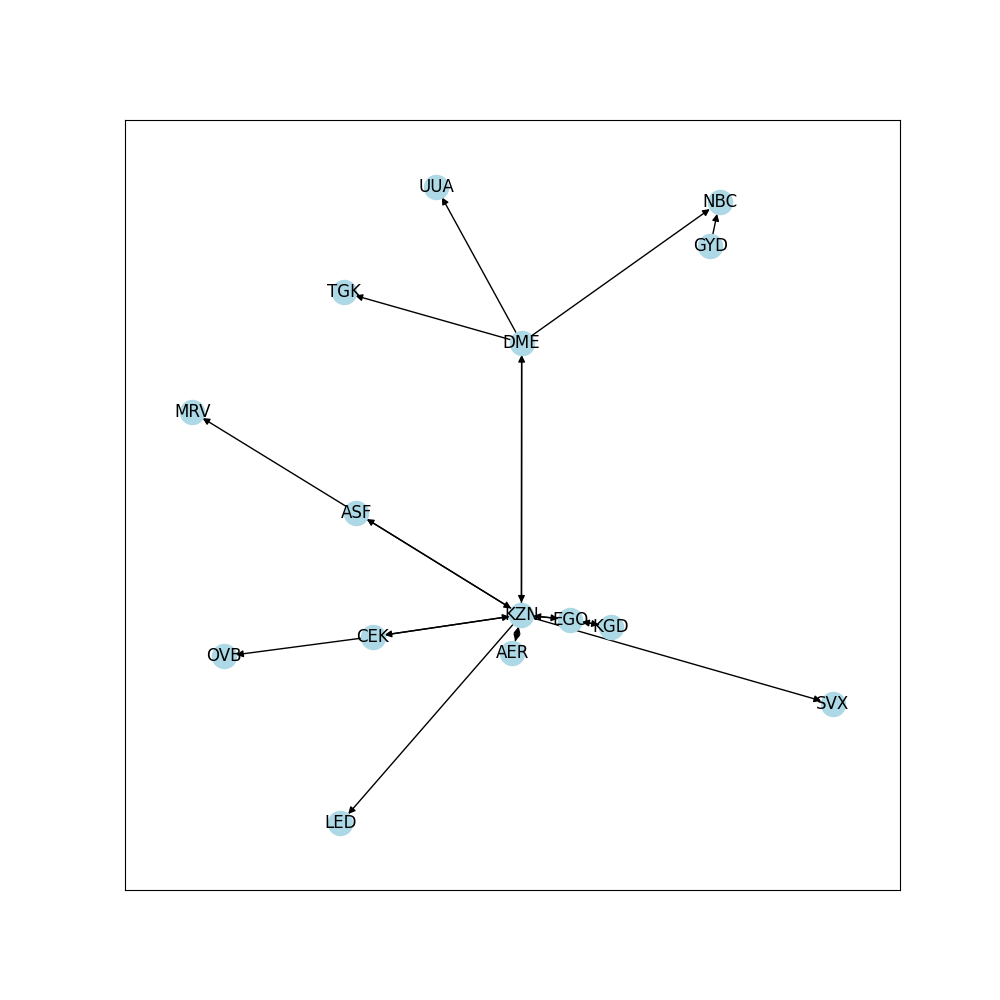 UUA
NBC
GYD
TGK
DME
MRV
ASF
KZN
EGO
KGD
CEK
AER
OVB
SVX
LED